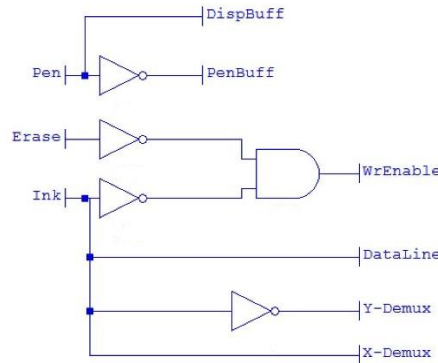 DispBuff
Pen
PenBuff
Erase
WrEnable
Ink
DataLine
Y-Demux
X-Demux